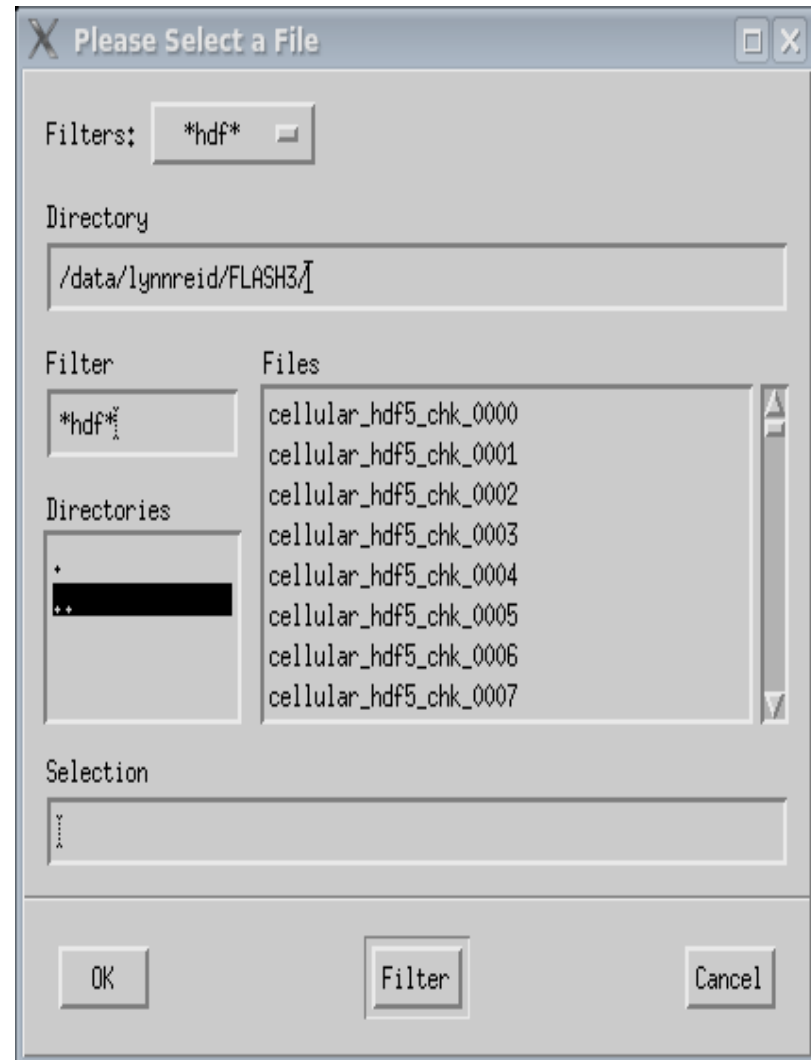 Please Select a File
Filters: *hdf*
Directory
/data/lynnreid/FLASH3/
Filter
*hdf*
Files
cellular_hdf5_chk_0000
cellular_hdf5_chk_0001
cellular_hdf5_chk_0002
cellular_hdf5_chk_0003
cellular_hdf5_chk_0004
cellular_hdf5_chk_0005
cellular_hdf5_chk_0006
cellular_hdf5_chk_0007
Directories
.
..
Selection
OK
Filter
Cancel